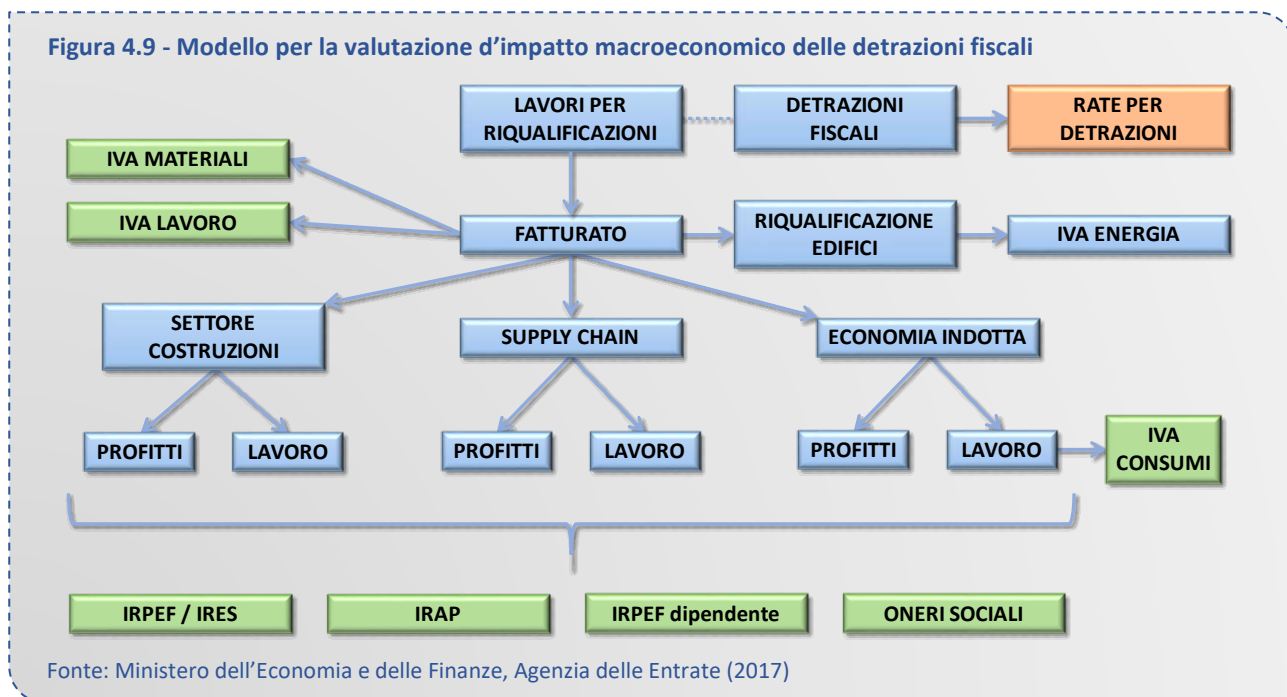 Figura 4.9 - Modello per la valutazione d’impatto macroeconomico delle detrazioni fiscali
LAVORI PER
RIQUALIFICAZIONI
DETRAZIONI
FISCALI
RATE PER
DETRAZIONI
IVA MATERIALI
IVA LAVORO
FATTURATO
RIQUALIFICAZIONE
EDIFICI
IVA ENERGIA
SETTORE
COSTRUZIONI
SUPPLY CHAIN
ECONOMIA INDOTTA
PROFITTI
LAVORO
PROFITTI
LAVORO
PROFITTI
LAVORO
IVA
CONSUMI
IRPEF / IRES
IRAP
IRPEF dipendente
ONERI SOCIALI
Fonte: Ministero dell’Economia e delle Finanze, Agenzia delle Entrate (2017)